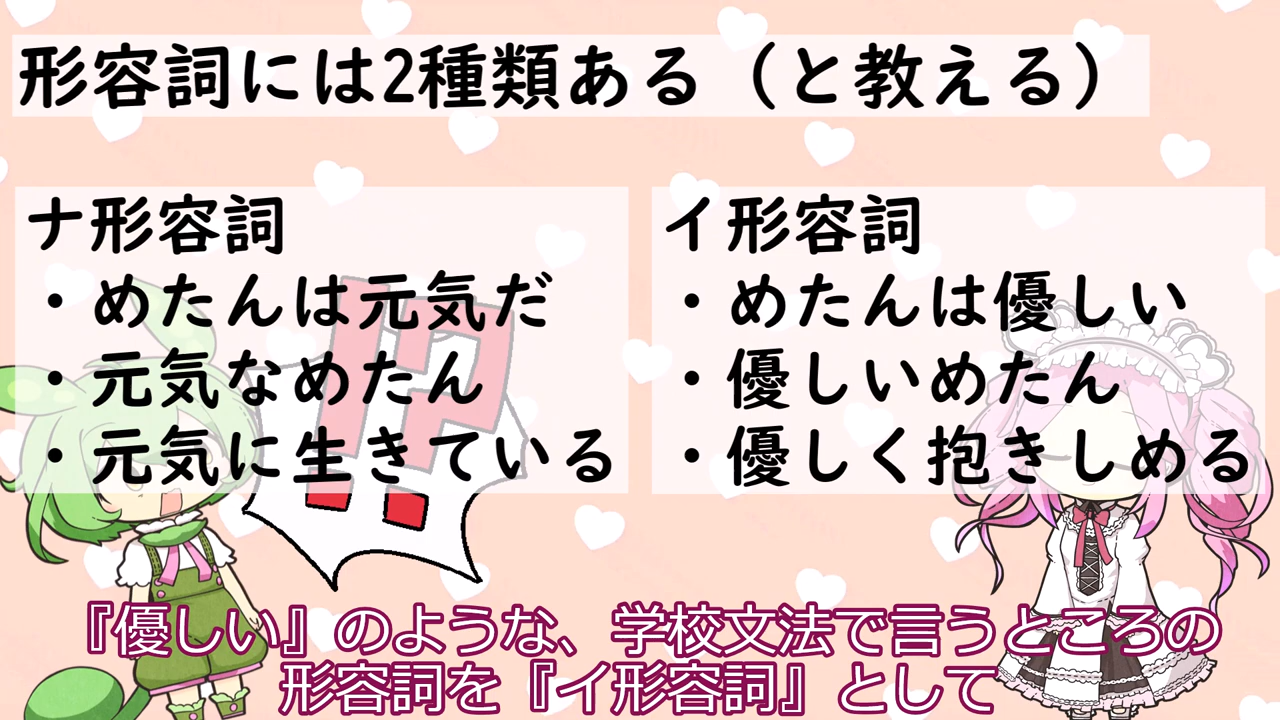 形容詞には2種類ある（と教える）
ナ形容詞
・めたんは元気だ
・元気なめたん
・元気に生きている
イ形容詞
・めたんは優しい
・優しいめたん
・優しく抱きしめる
!?
『優しい』のような、学校文法で言うところの
形容詞を『イ形容詞』として